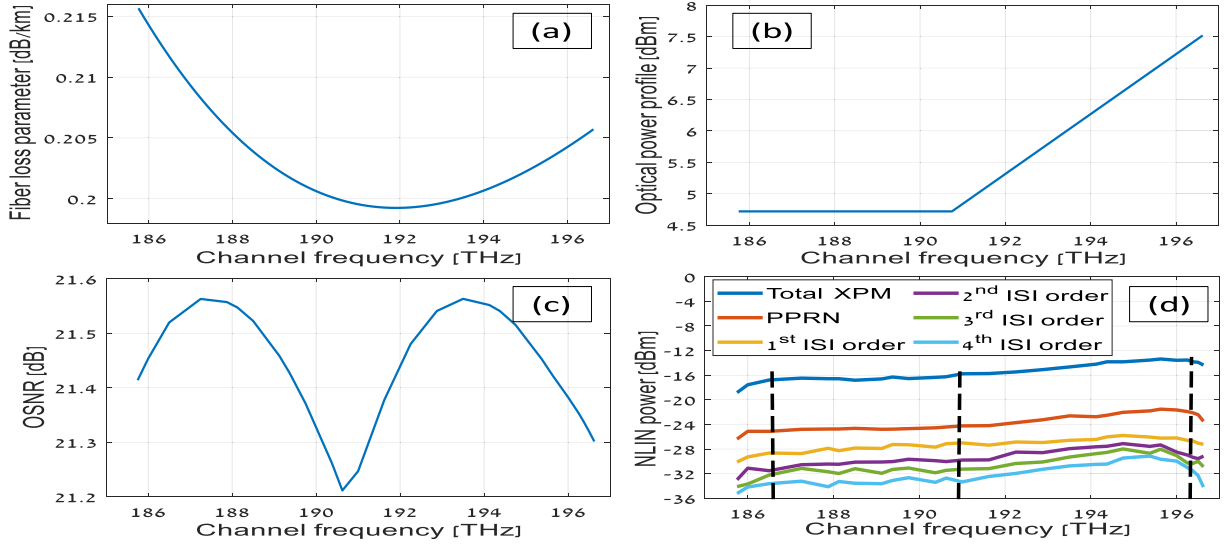 Fiber loss parameter [dB/km]
0.215
0.21
0.205
0.2
(a)
186 188 190 192 194 196
Channel frequency [THz]
Optical power profile [dBm]
8
7.5
7
6.5
6
5.5
5
4.5
(b)
186 188 190 192 194 196
Channel frequency [THz]
OSNR [dB]
21.6
21.5
21.4
21.3
21.2
(c)
186 188 190 192 194 196
Channel frequency [THz]
NLIN power [dBm]
0
-4
-8
-12
-16
-20
-24
-28
-32
-36
Total XPM
PPRN
1st ISI order
2nd ISI order
3rd ISI order
4th ISI order
(d)
186 188 190 192 194 196
Channel frequency [THz]